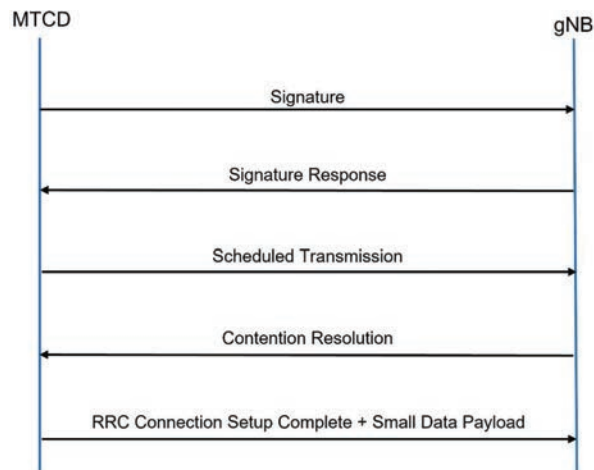 MTCD
gNB
Signature
Signature Response
Scheduled Transmission
Contention Resolution
RRC Connection Setup Complete + Small Data Payload